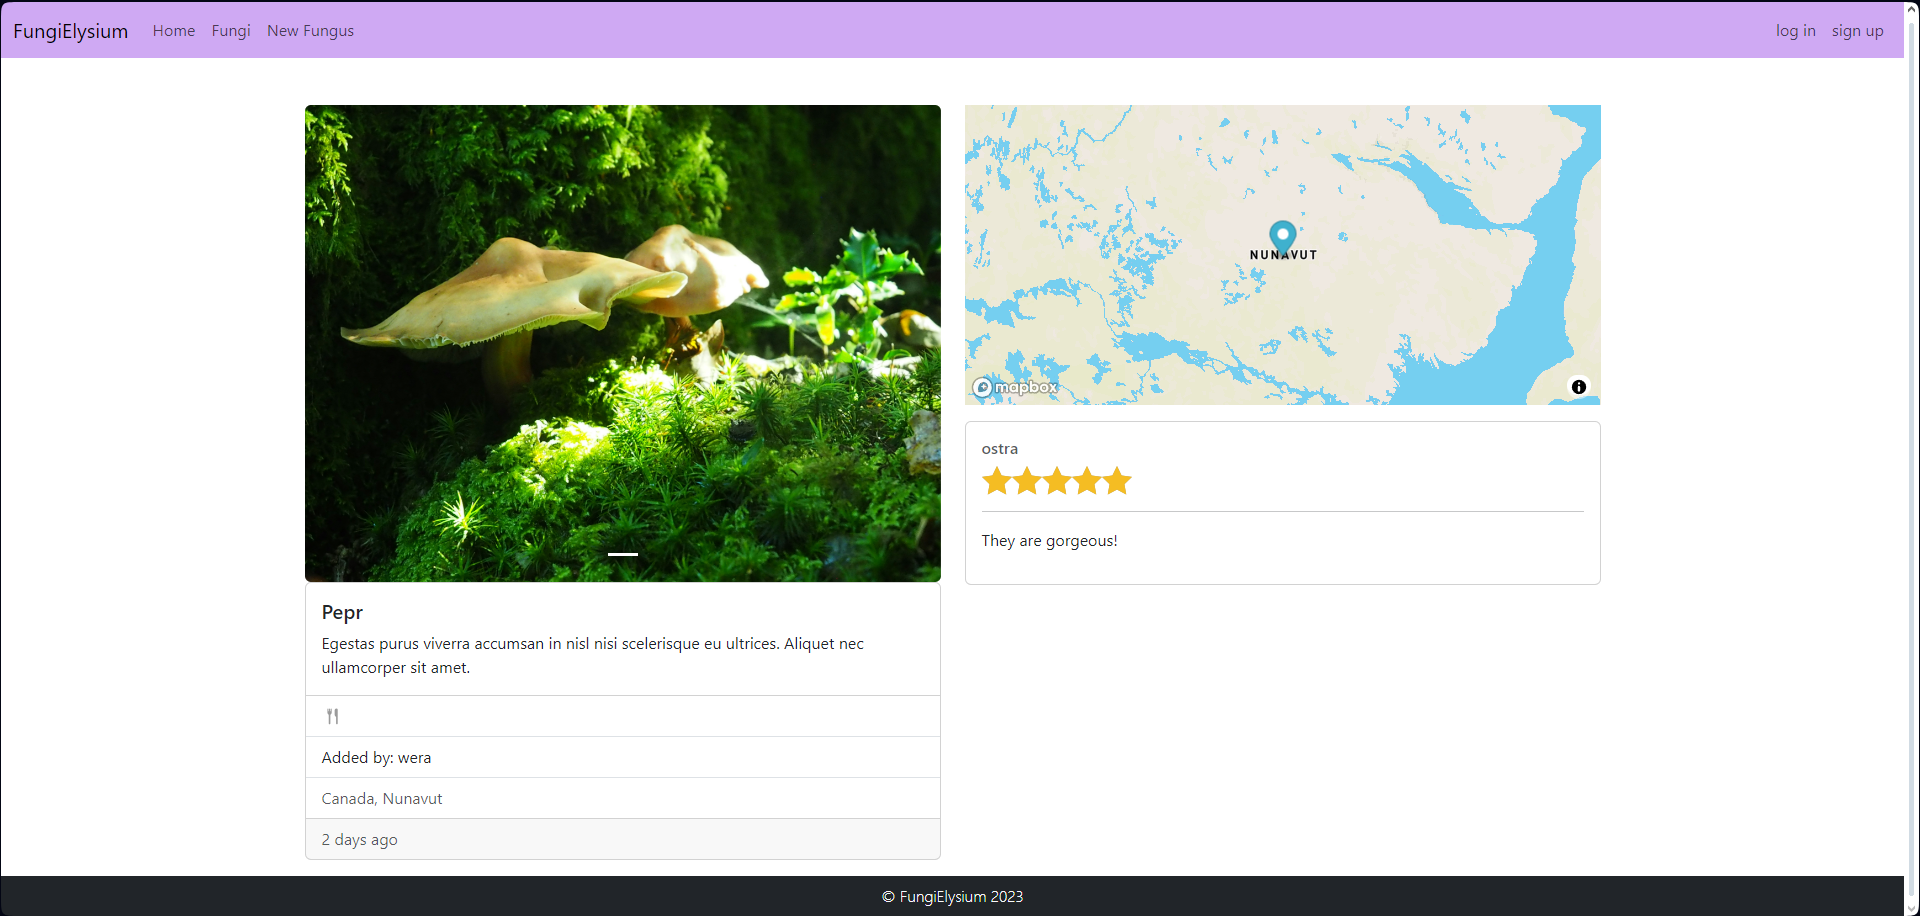 FungiElysium Home Fungi New Fungus log in sign up
NUNAVUT
mapbox
ostra
They are gorgeous!
Pepr
Egestas purus viverra accumsan in nisl nisi scelerisque eu ultrices. Aliquet nec
ullamcorper sit amet.
Added by: wera
Canada, Nunavut
2 days ago
© FungiElysium 2023